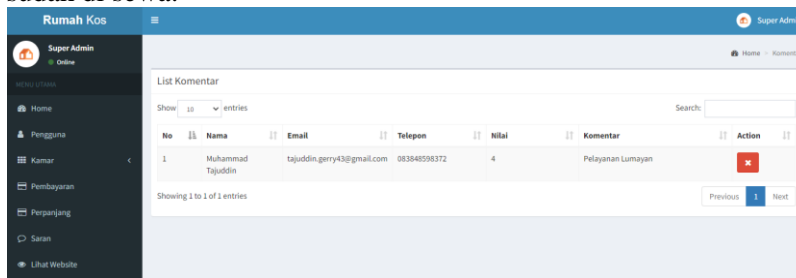 Rumah Kos
Super Admi
Super Admin
Online
Home > Koment
MENU UTAMA
List Komentar
Home
Show 10 entries
Search:
Pengguna
No Nama Email Telepon Nilai Komentar Action
Kamar
1 Muhammad Tajuddin tajuddin.gerry43@gmail.com 083848598372 4 Pelayanan Lumayan
Pembayaran
Showing 1 to 1 of 1 entries
Previous 1 Next
Perpanjang
Saran
Lihat Website